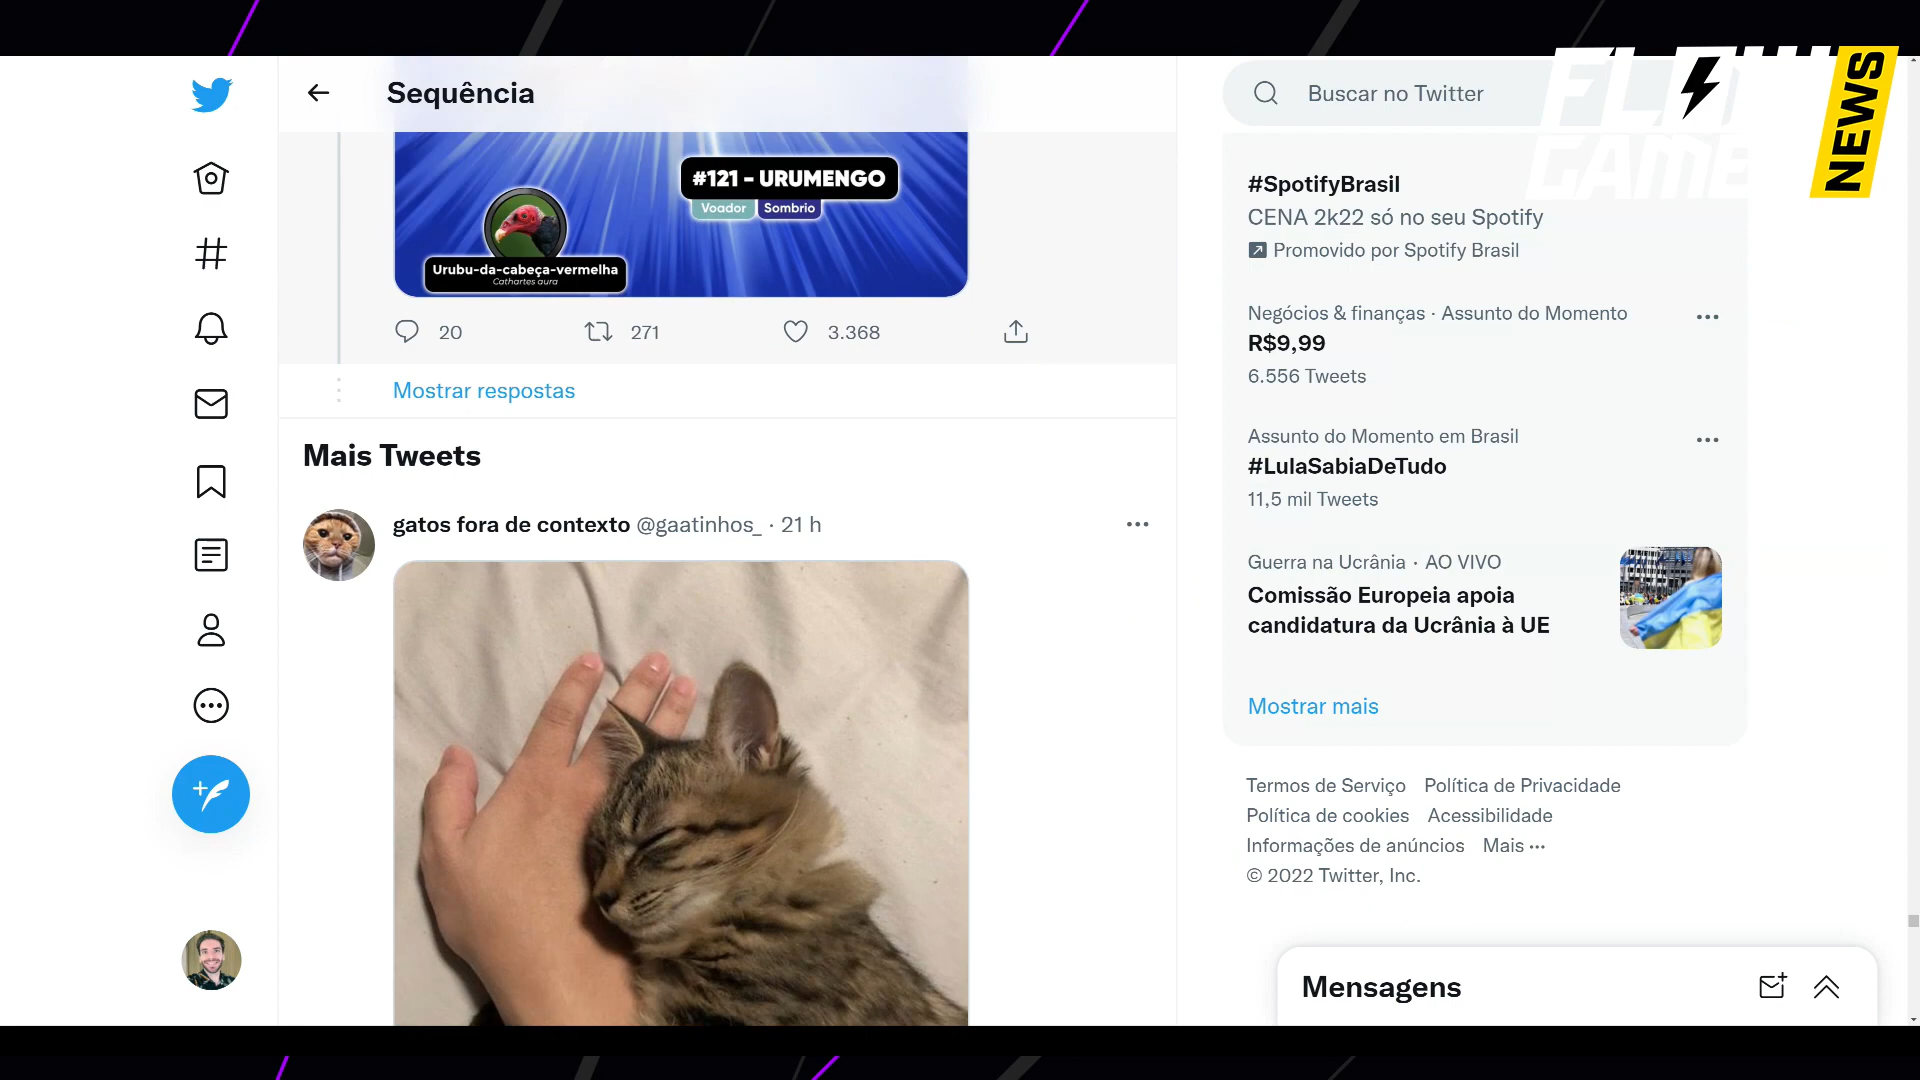 Sequência
#121 - URUMENGO
Voador Sombrio
Urubu-da-cabeça-vermelha
Cathartes aura
20 271 3.368
Mostrar respostas
Mais Tweets
gatos fora de contexto @gaatinhos_ · 21 h
Buscar no Twitter
FLOW
GAMES
NEWS
#SpotifyBrasil
CENA 2k22 só no seu Spotify
Promovido por Spotify Brasil
Negócios & finanças · Assunto do Momento
R$9,99
6.556 Tweets
Assunto do Momento em Brasil
#LulaSabiaDeTudo
11,5 mil Tweets
Guerra na Ucrânia · AO VIVO
Comissão Europeia apoia
candidatura da Ucrânia à UE
Mostrar mais
Termos de Serviço Política de Privacidade
Política de cookies Acessibilidade
Informações de anúncios Mais ···
© 2022 Twitter, Inc.
Mensagens